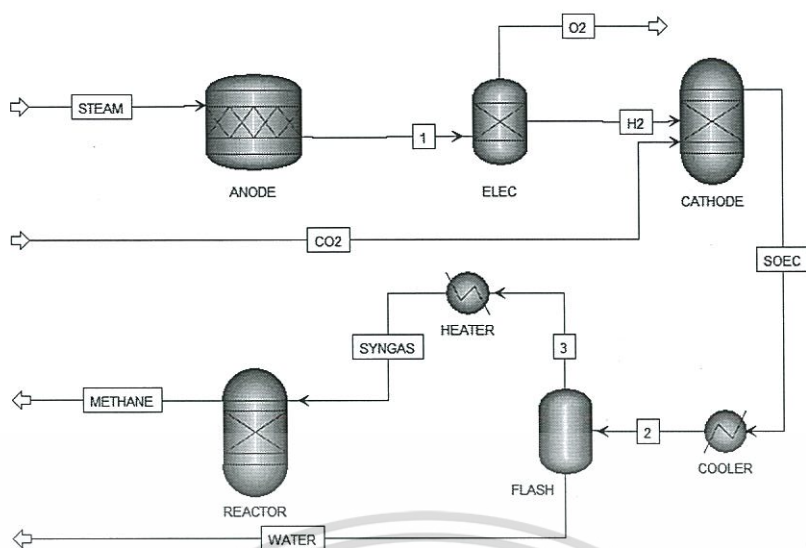 O2
STEAM
1
H2
ANODE
ELEC
CATHODE
CO2
SOEC
HEATER
SYNGAS
3
METHANE
2
COOLER
FLASH
REACTOR
WATER